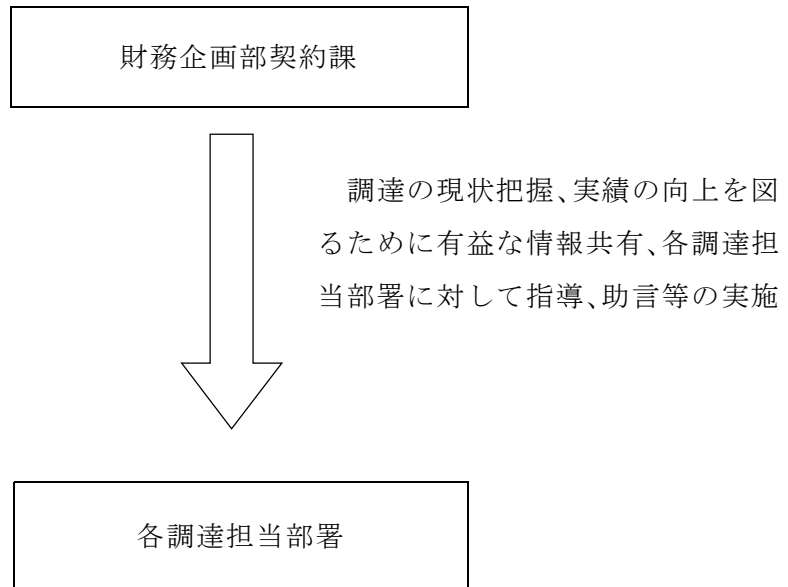 財務企画部契約課
調達の現状把握、実績の向上を図
るために有益な情報共有、各調達担
当部署に対して指導、助言等の実施
各調達担当部署